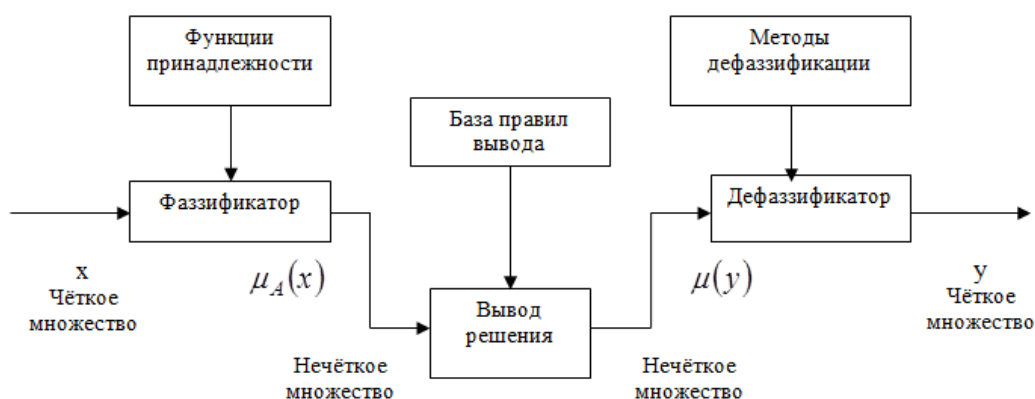 Функции
принадлежности
Методы
дефаззификации
База правил
вывода
Фаззификатор
Дефаззификатор
x
Чёткое
множество
μ_A(x)
Вывод
решения
μ(y)
y
Чёткое
множество
Нечёткое
множество
Нечёткое
множество